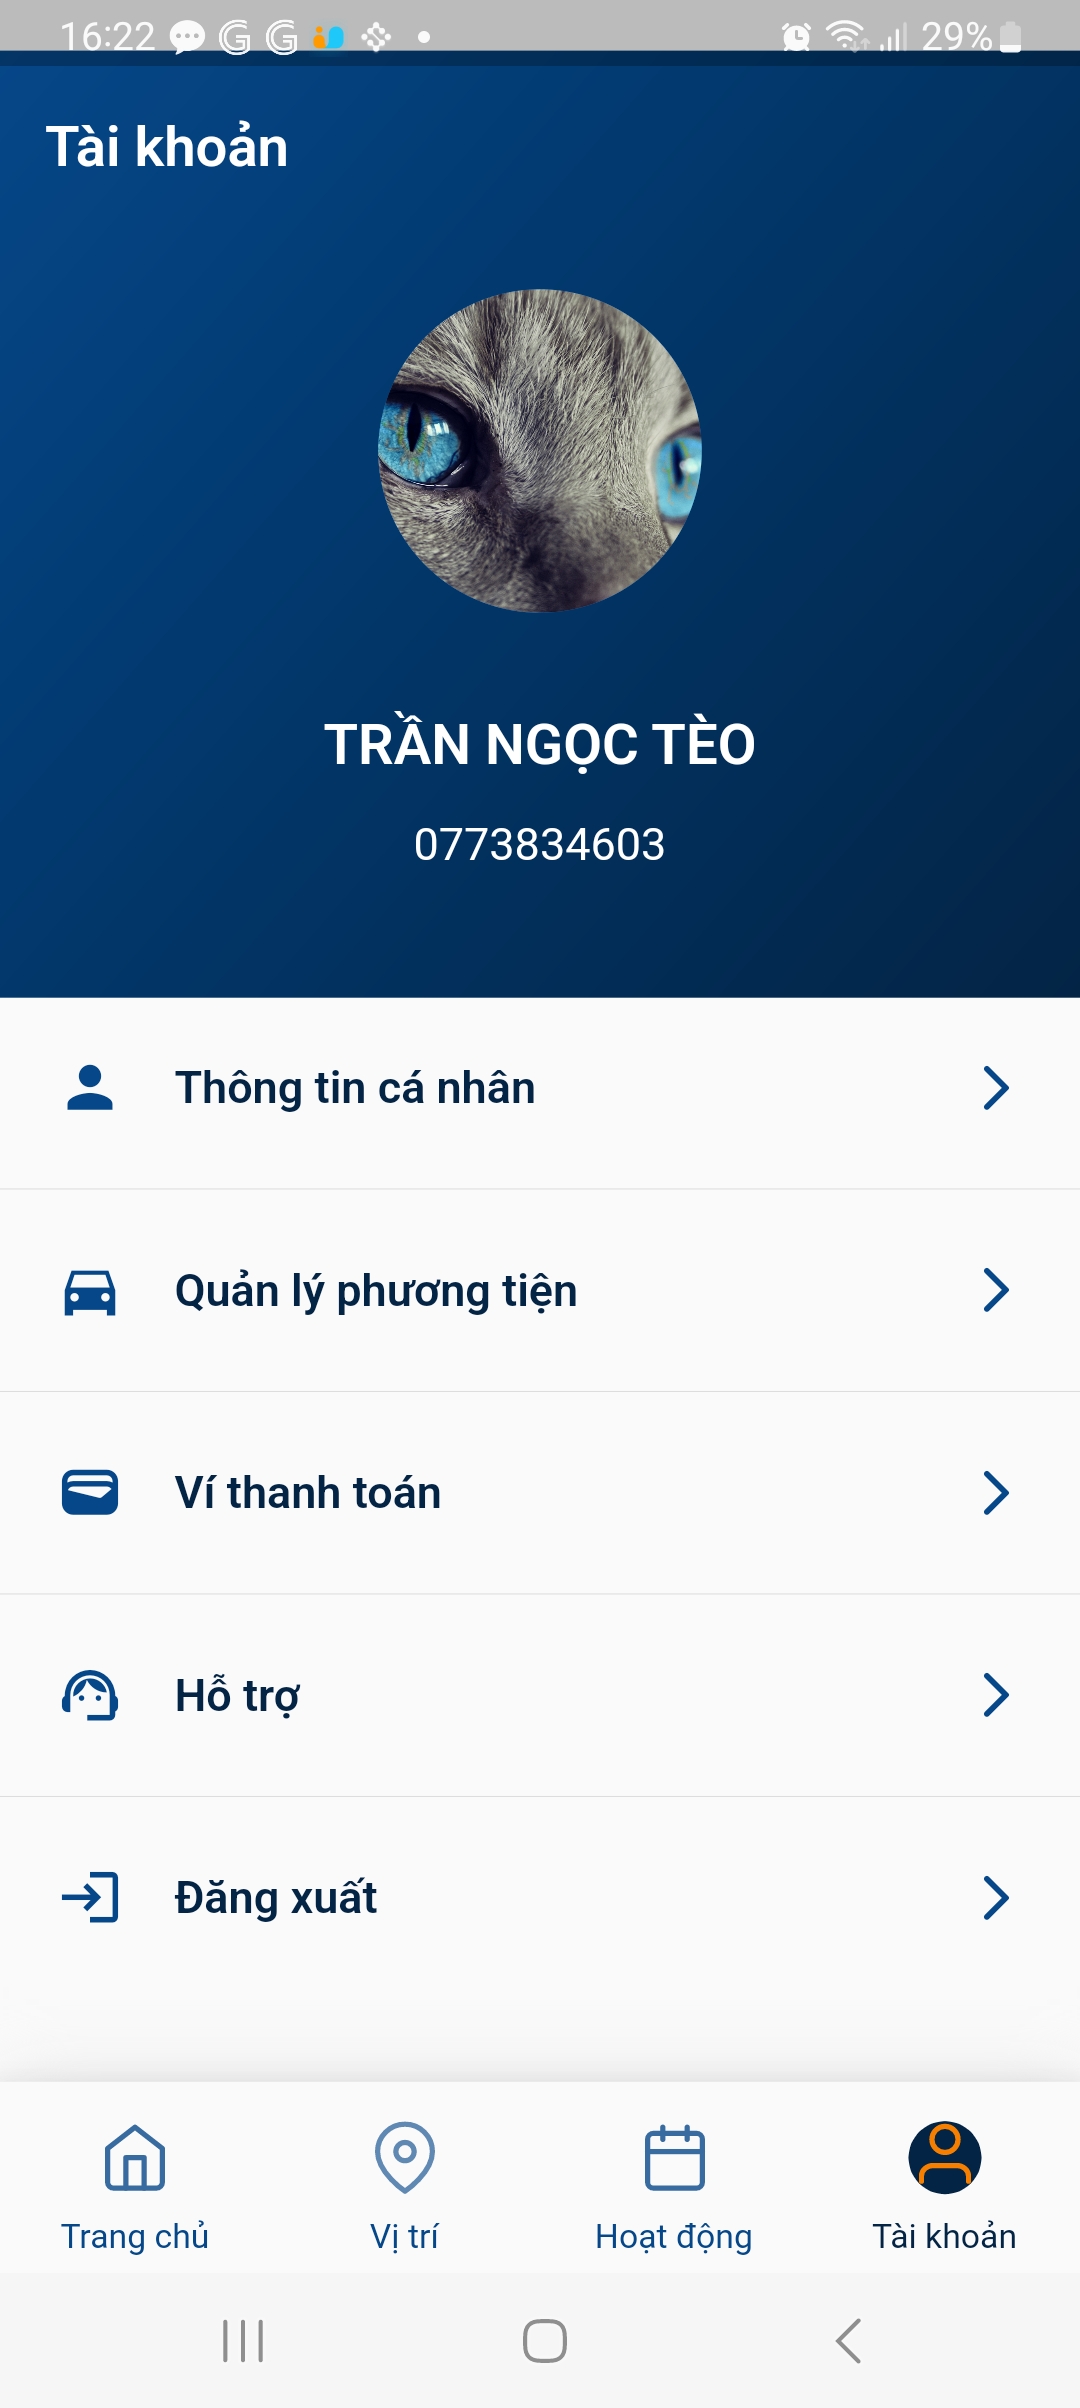 16:22
29%
Tài khoản
TRẦN NGỌC TÈO
0773834603
Thông tin cá nhân
Quản lý phương tiện
Ví thanh toán
Hỗ trợ
Đăng xuất
Trang chủ Vị trí Hoạt động Tài khoản